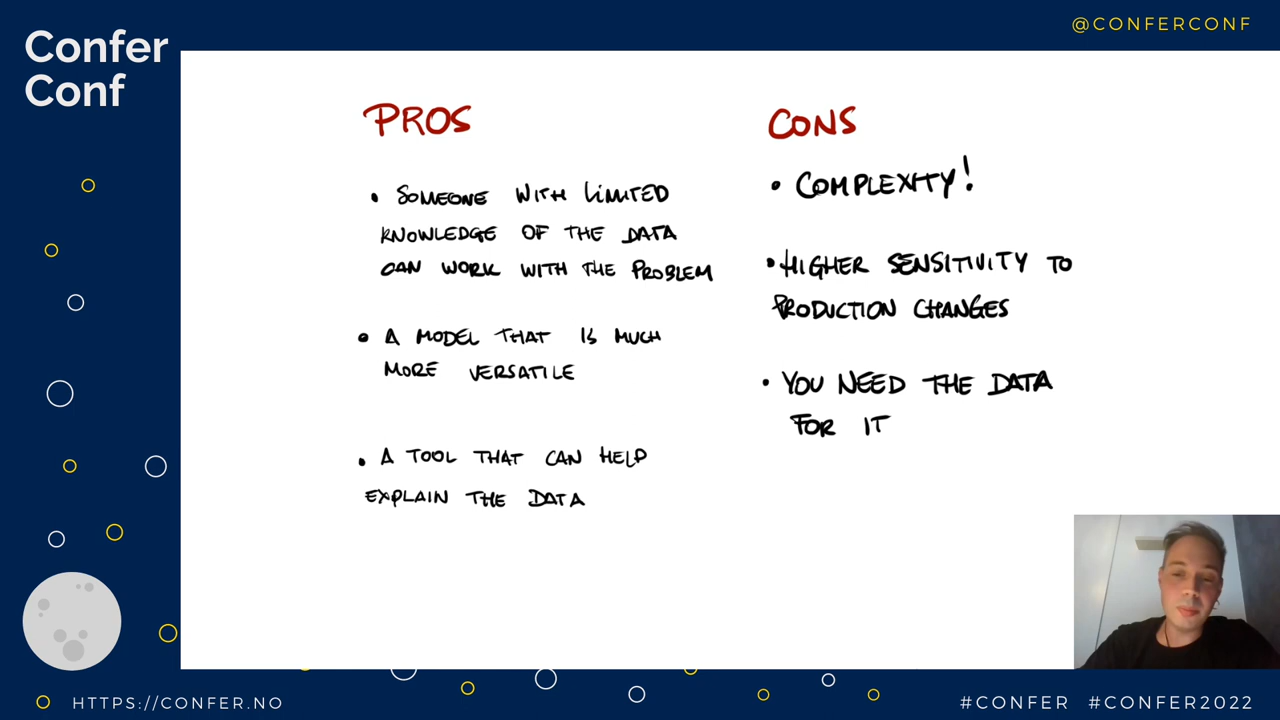 Confer
Conf
@CONFERCONF
PROS
• SOMEONE WITH LIMITED
KNOWLEDGE OF THE DATA
CAN WORK WITH THE PROBLEM
• A MODEL THAT IS MUCH
MORE VERSATILE
• A TOOL THAT CAN HELP
EXPLAIN THE DATA
CONS
• COMPLEXITY!
• HIGHER SENSITIVITY TO
PRODUCTION CHANGES
• YOU NEED THE DATA
FOR IT
HTTPS://CONFER.NO
#CONFER #CONFER2022